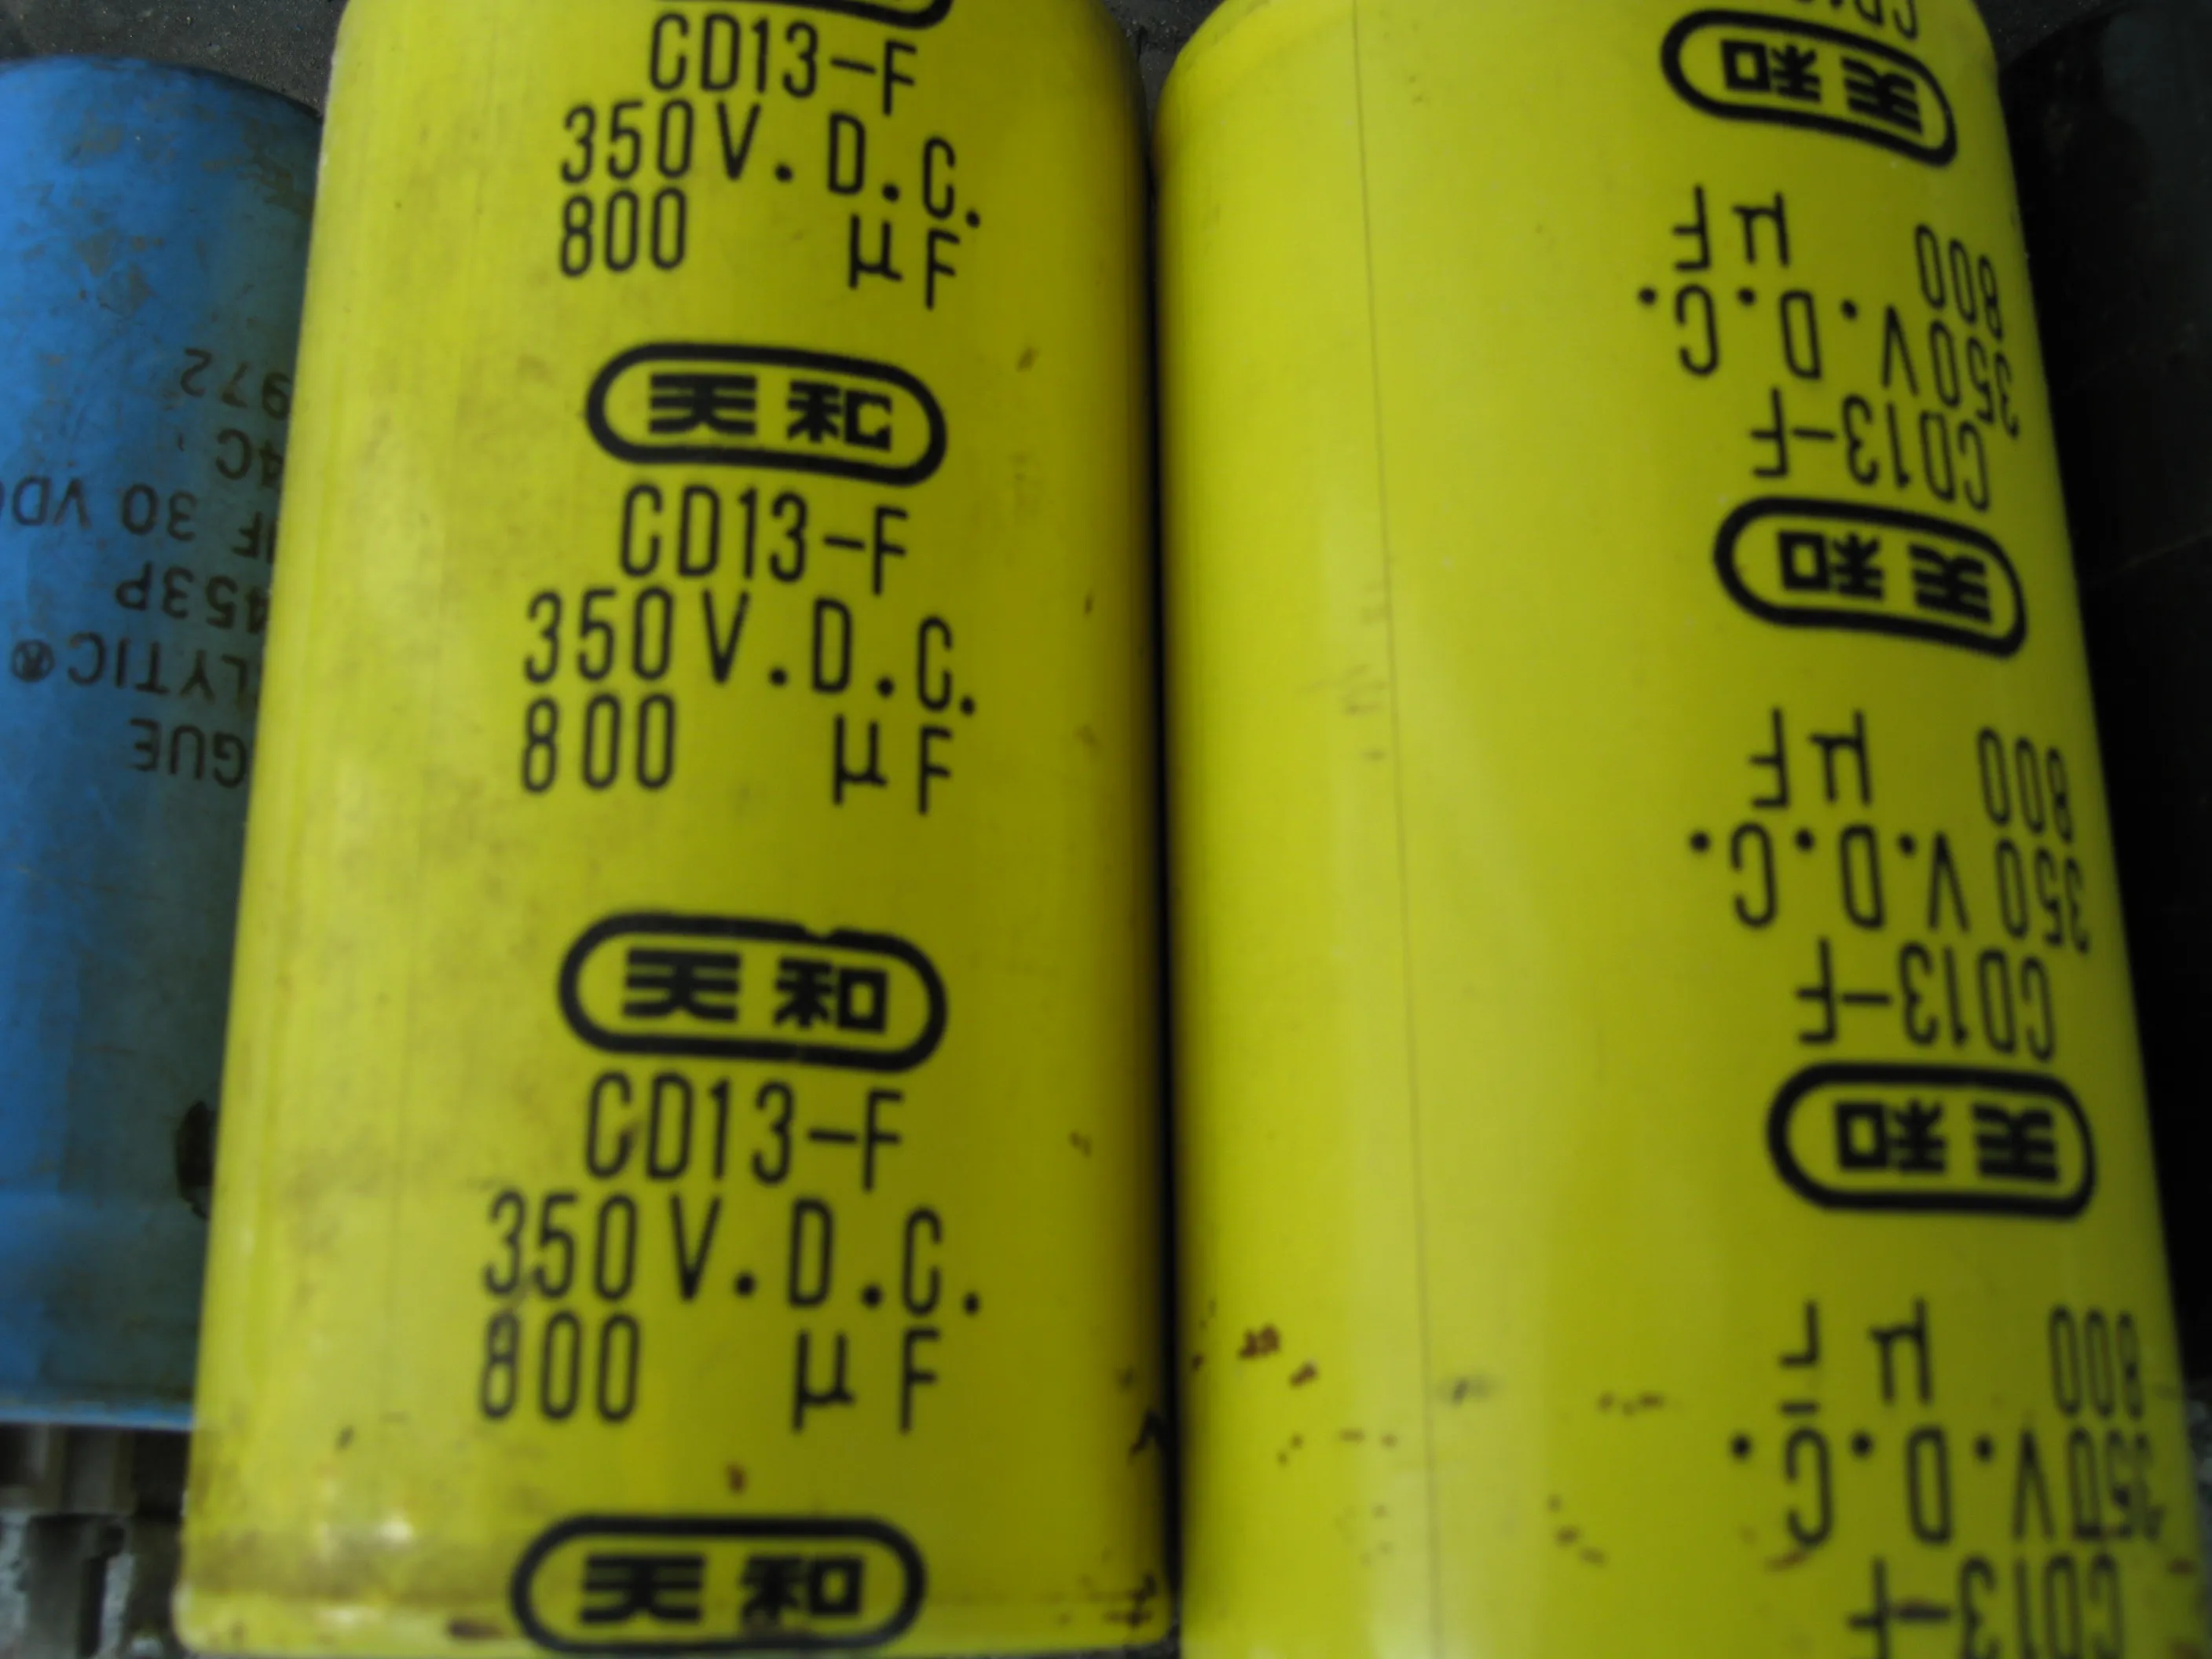 CD13-F
350V.D.C.
800 μF
天和
CD13-F
350V.D.C.
800 μF
天和
CD13-F
350V.D.C.
800 μF
天和
CD13-F
350V.D.C.
800 μF
天和
CD13-F
350V.D.C.
800 μF
天和
CD13-F
350V.D.C.
800 μF
天和
GUE
LYTIC®
453P
F 30 VDC
4C
972